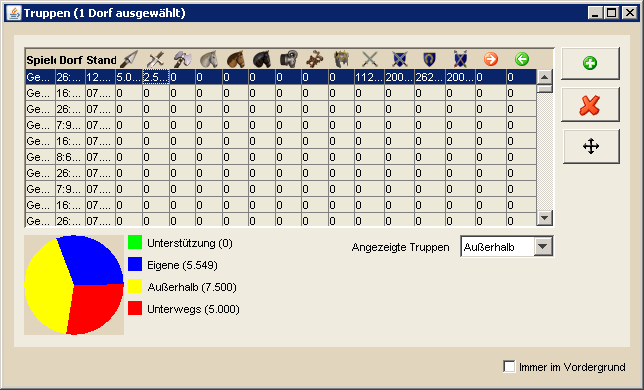 Truppen (1 Dorf ausgewählt)
Spiele Dorf Stand
Ge... 26:... 12.... 5.0... 2.5... 0 0 0 0 0 0 0 0 112... 200... 262... 200... 0 0
Ge... 16:... 07.... 0 0 0 0 0 0 0 0 0 0 0 0 0 0 0
Ge... 26:... 07.... 0 0 0 0 0 0 0 0 0 0 0 0 0 0 0
Ge... 7:9... 07.... 0 0 0 0 0 0 0 0 0 0 0 0 0 0 0
Ge... 16:... 07.... 0 0 0 0 0 0 0 0 0 0 0 0 0 0 0
Ge... 8:6... 07.... 0 0 0 0 0 0 0 0 0 0 0 0 0 0 0
Ge... 26:... 07.... 0 0 0 0 0 0 0 0 0 0 0 0 0 0 0
Ge... 7:9... 07.... 0 0 0 0 0 0 0 0 0 0 0 0 0 0 0
Ge... 16:... 07.... 0 0 0 0 0 0 0 0 0 0 0 0 0 0 0
Ge... 26:... 07.... 0 0 0 0 0 0 0 0 0 0 0 0 0 0 0
Unterstützung (0)
Eigene (5.549)
Außerhalb (7.500)
Unterwegs (5.000)
Angezeigte Truppen Außerhalb
Immer im Vordergrund